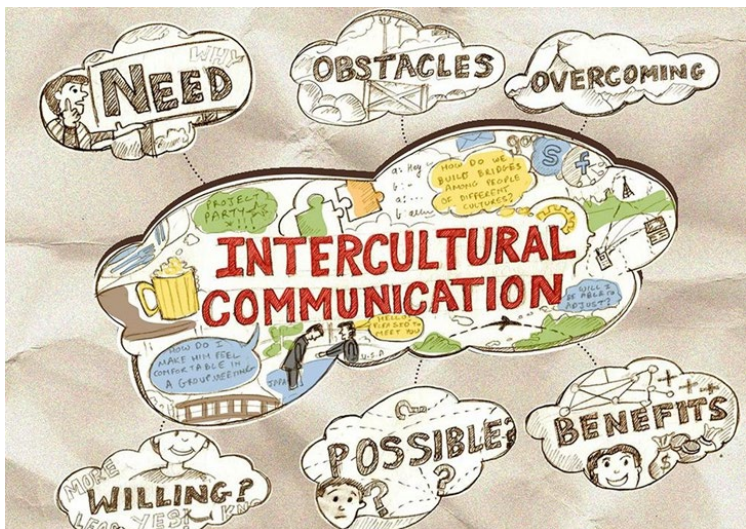 WHY
NEED
OBSTACLES
OVERCOMING
PROJECT
PARTY
!!!
a: Hey
b: -
a: ...
b
HOW DO WE
BUILD BRIDGES
AMONG PEOPLE
OF DIFFERENT
CULTURES?
S
f
INTERCULTURAL
COMMUNICATION
HOW DO I
MAKE HIM FEEL
COMFORTABLE IN
A GROUP MEETING
HELLO
PLEASED TO
MEET YOU
U.S.A
WILL I
BE ABLE TO
ADJUST?
MORE
WILLING?
YES!
POSSIBLE?
?
?
BENEFITS
$